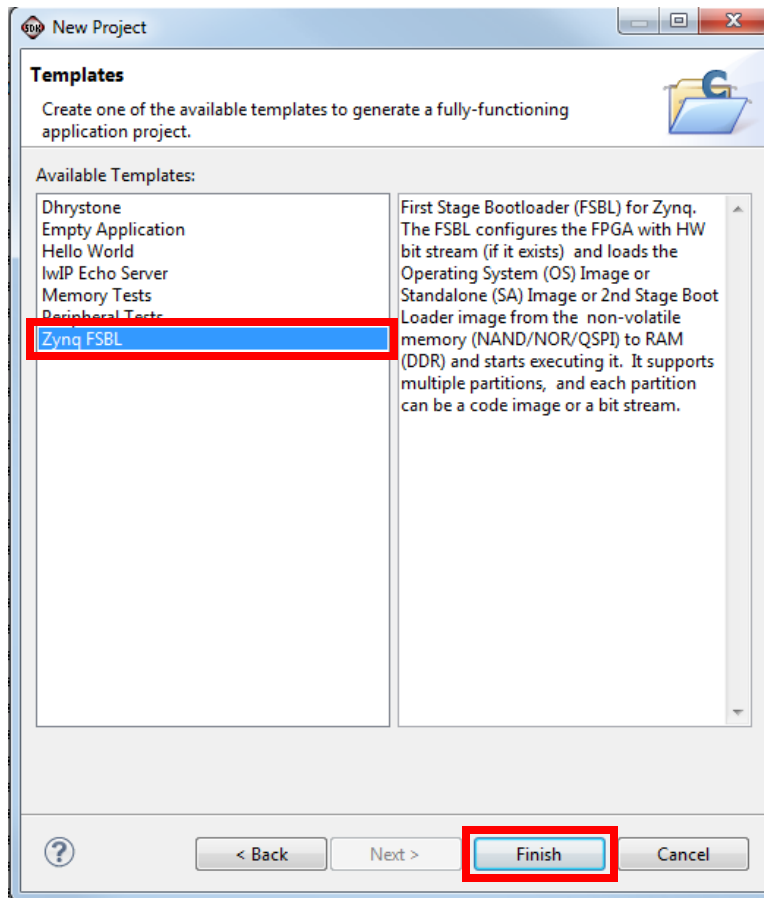 SDK New Project
Templates
Create one of the available templates to generate a fully-functioning
application project.
C
Available Templates:
Dhrystone
Empty Application
Hello World
lwIP Echo Server
Memory Tests
Peripheral Tests
Zynq FSBL
First Stage Bootloader (FSBL) for Zynq.
The FSBL configures the FPGA with HW
bit stream (if it exists)  and loads the
Operating System (OS) Image or
Standalone (SA) Image or 2nd Stage Boot
Loader image from the  non-volatile
memory (NAND/NOR/QSPI) to RAM
(DDR) and starts executing it.  It supports
multiple partitions,  and each partition
can be a code image or a bit stream.
? < Back Next > Finish Cancel